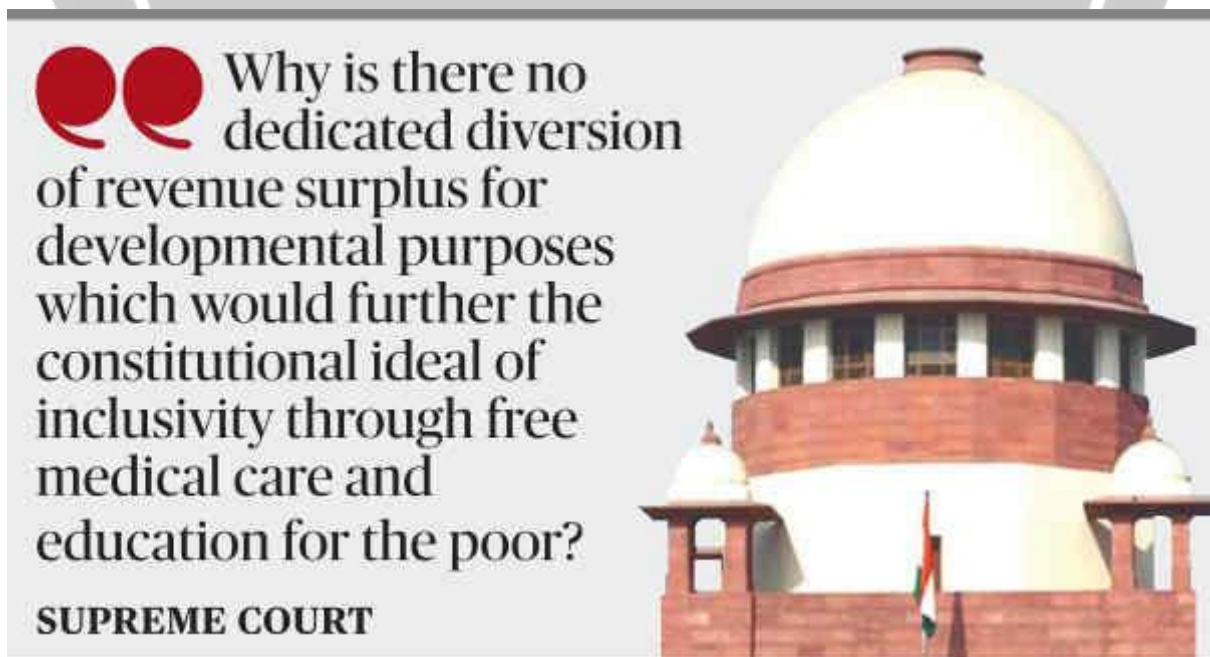 Why is there no
dedicated diversion
of revenue surplus for
developmental purposes
which would further the
constitutional ideal of
inclusivity through free
medical care and
education for the poor?
SUPREME COURT